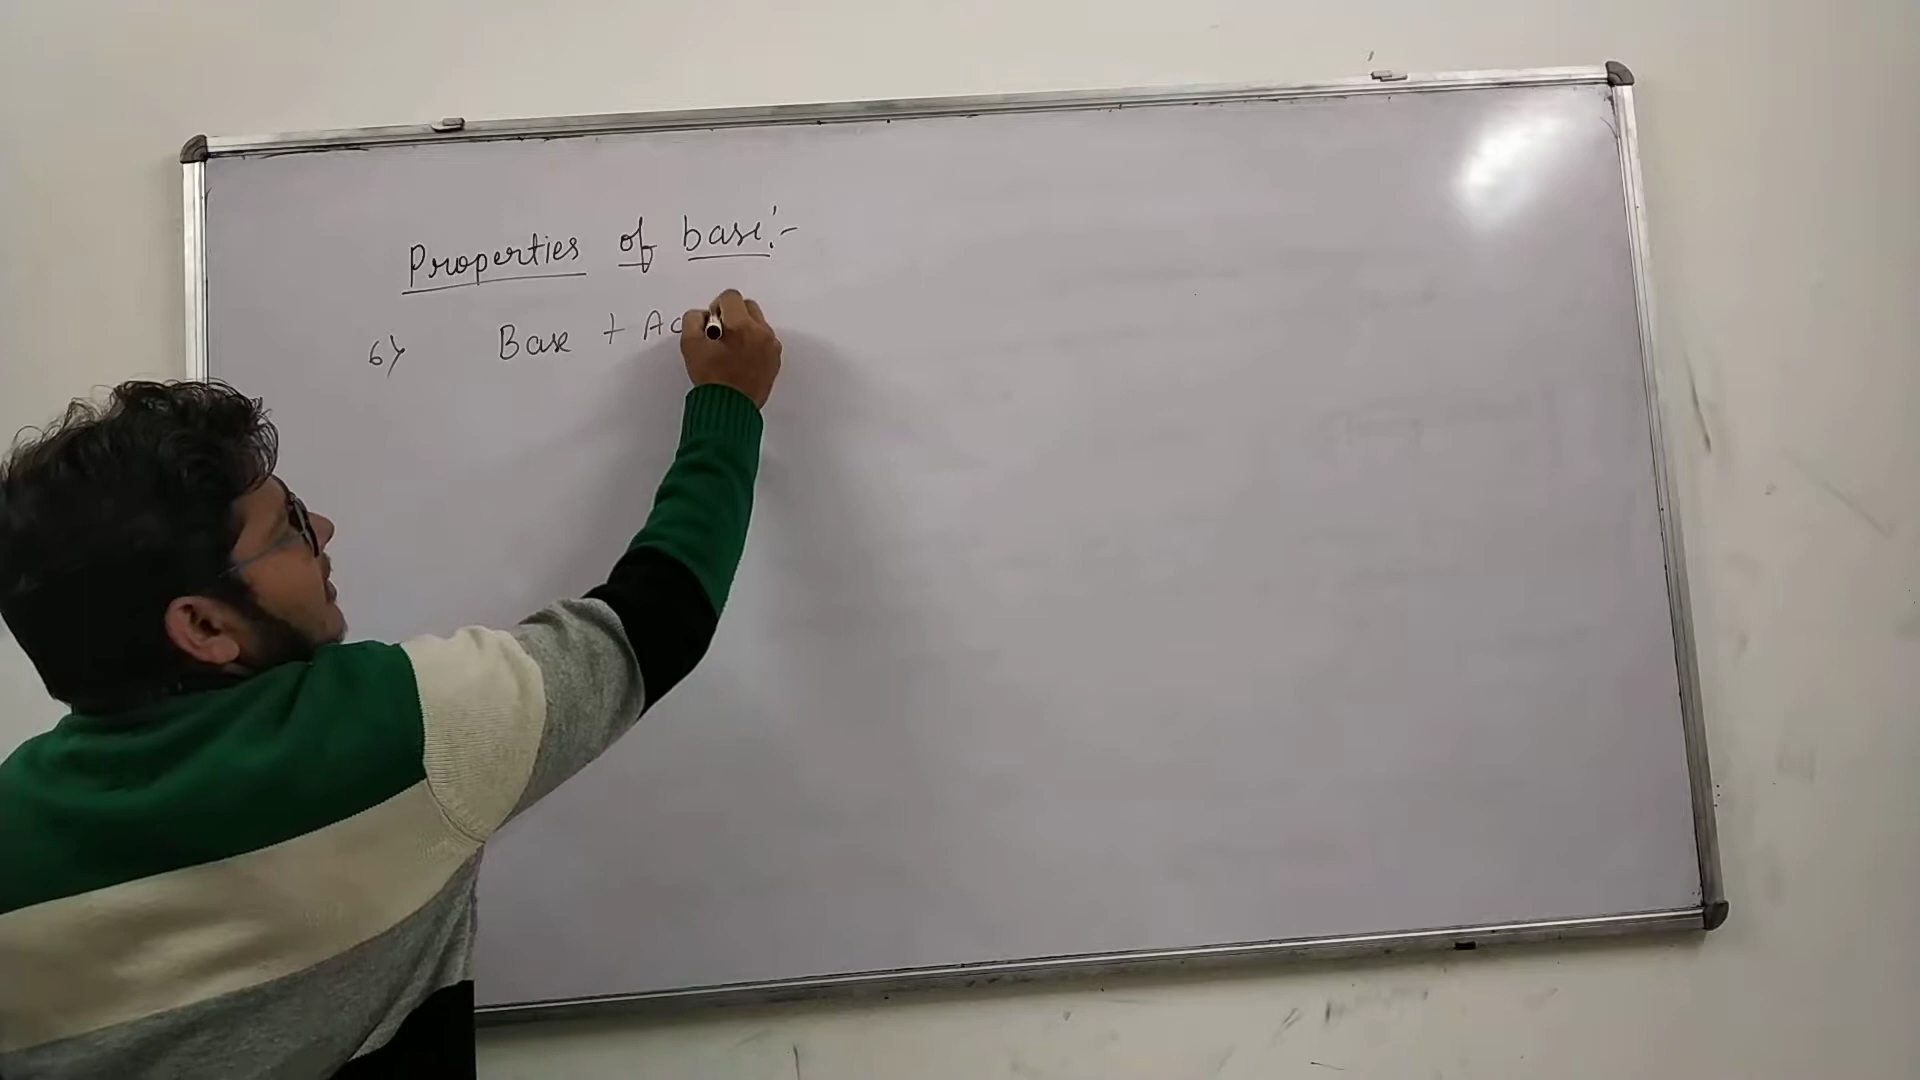 Properties of base:-
6) Base + Ac